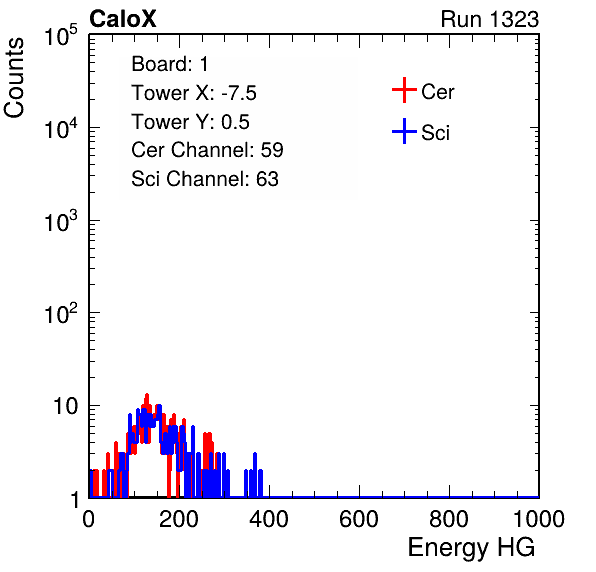 CaloX Run 1323
Counts
Board: 1
Tower X: -7.5
Tower Y: 0.5
Cer Channel: 59
Sci Channel: 63
Cer
Sci
10^5
10^4
10^3
10^2
10
1
0 200 400 600 800 1000
Energy HG